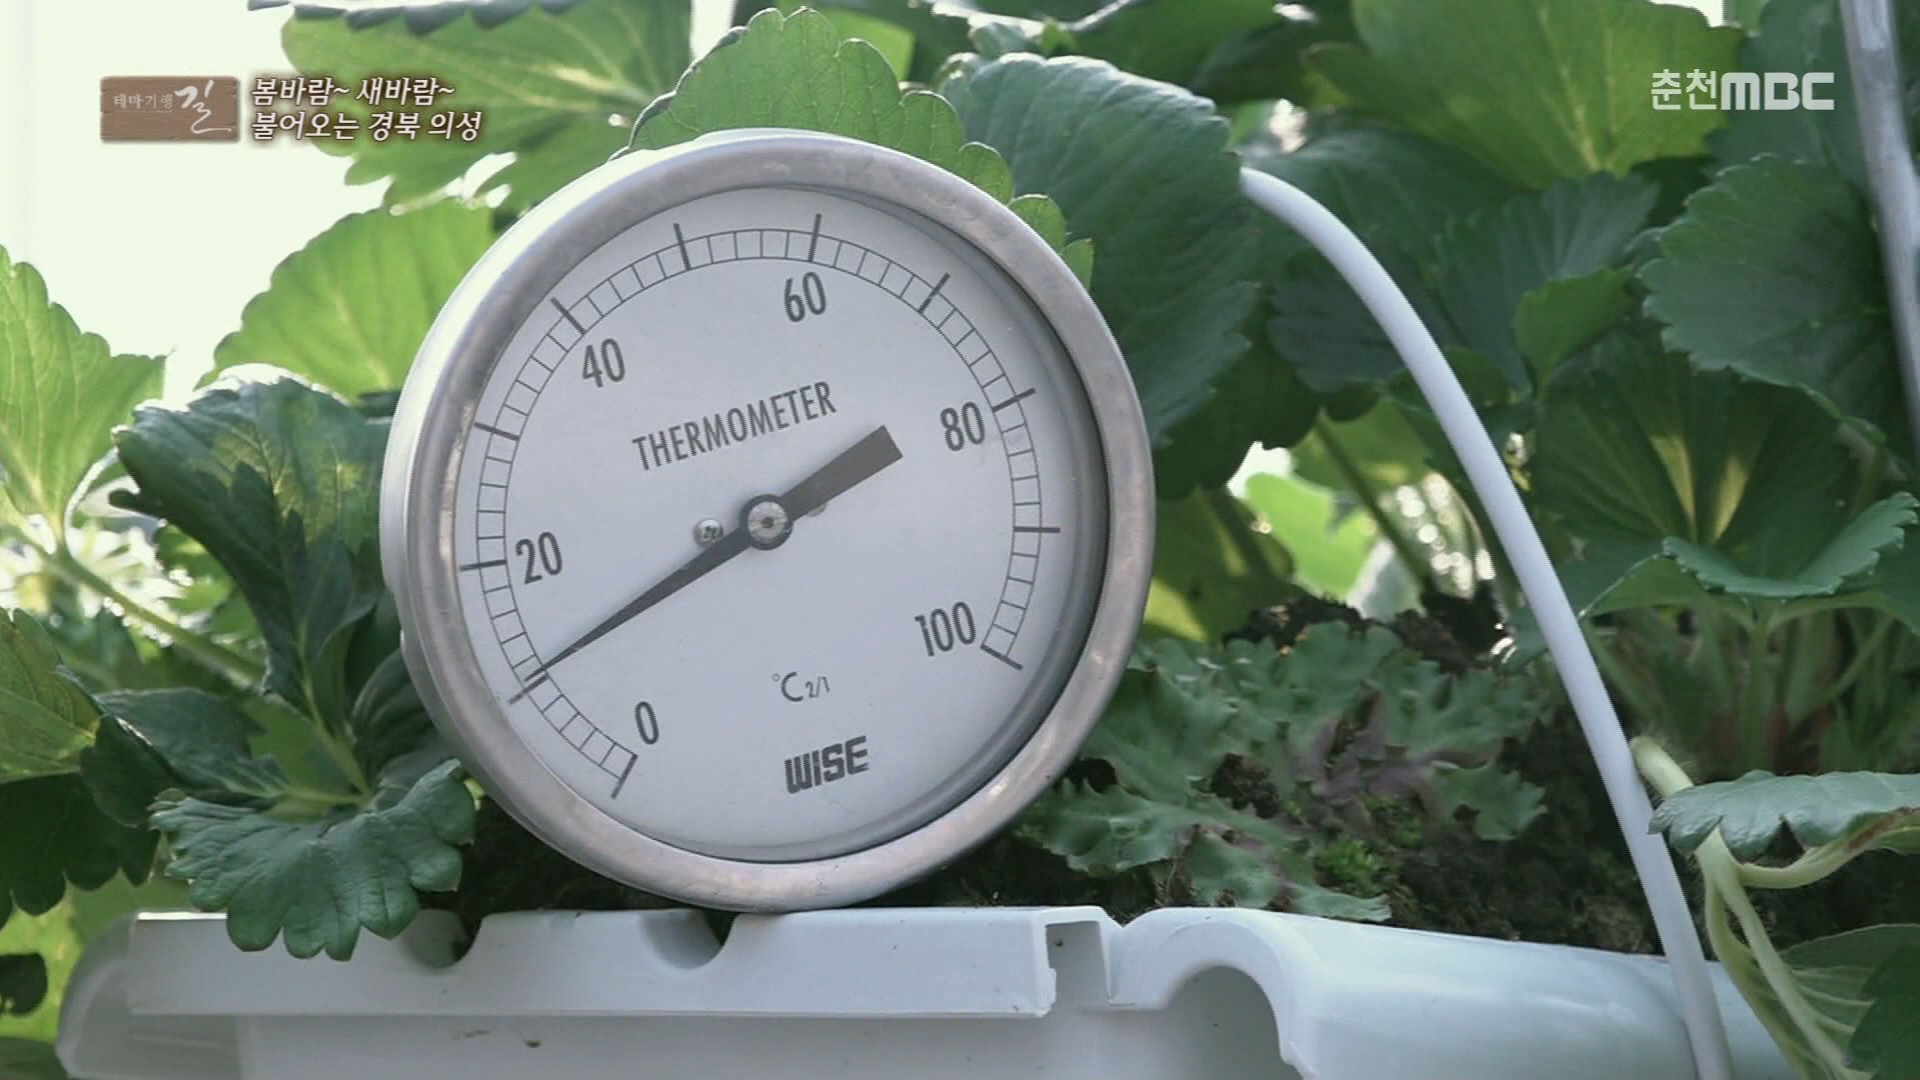 테마기행 길
봄바람~ 새바람~
불어오는 경북 의성
춘천MBC
60
40
THERMOMETER
80
20
100
0
°C 2/1
WISE